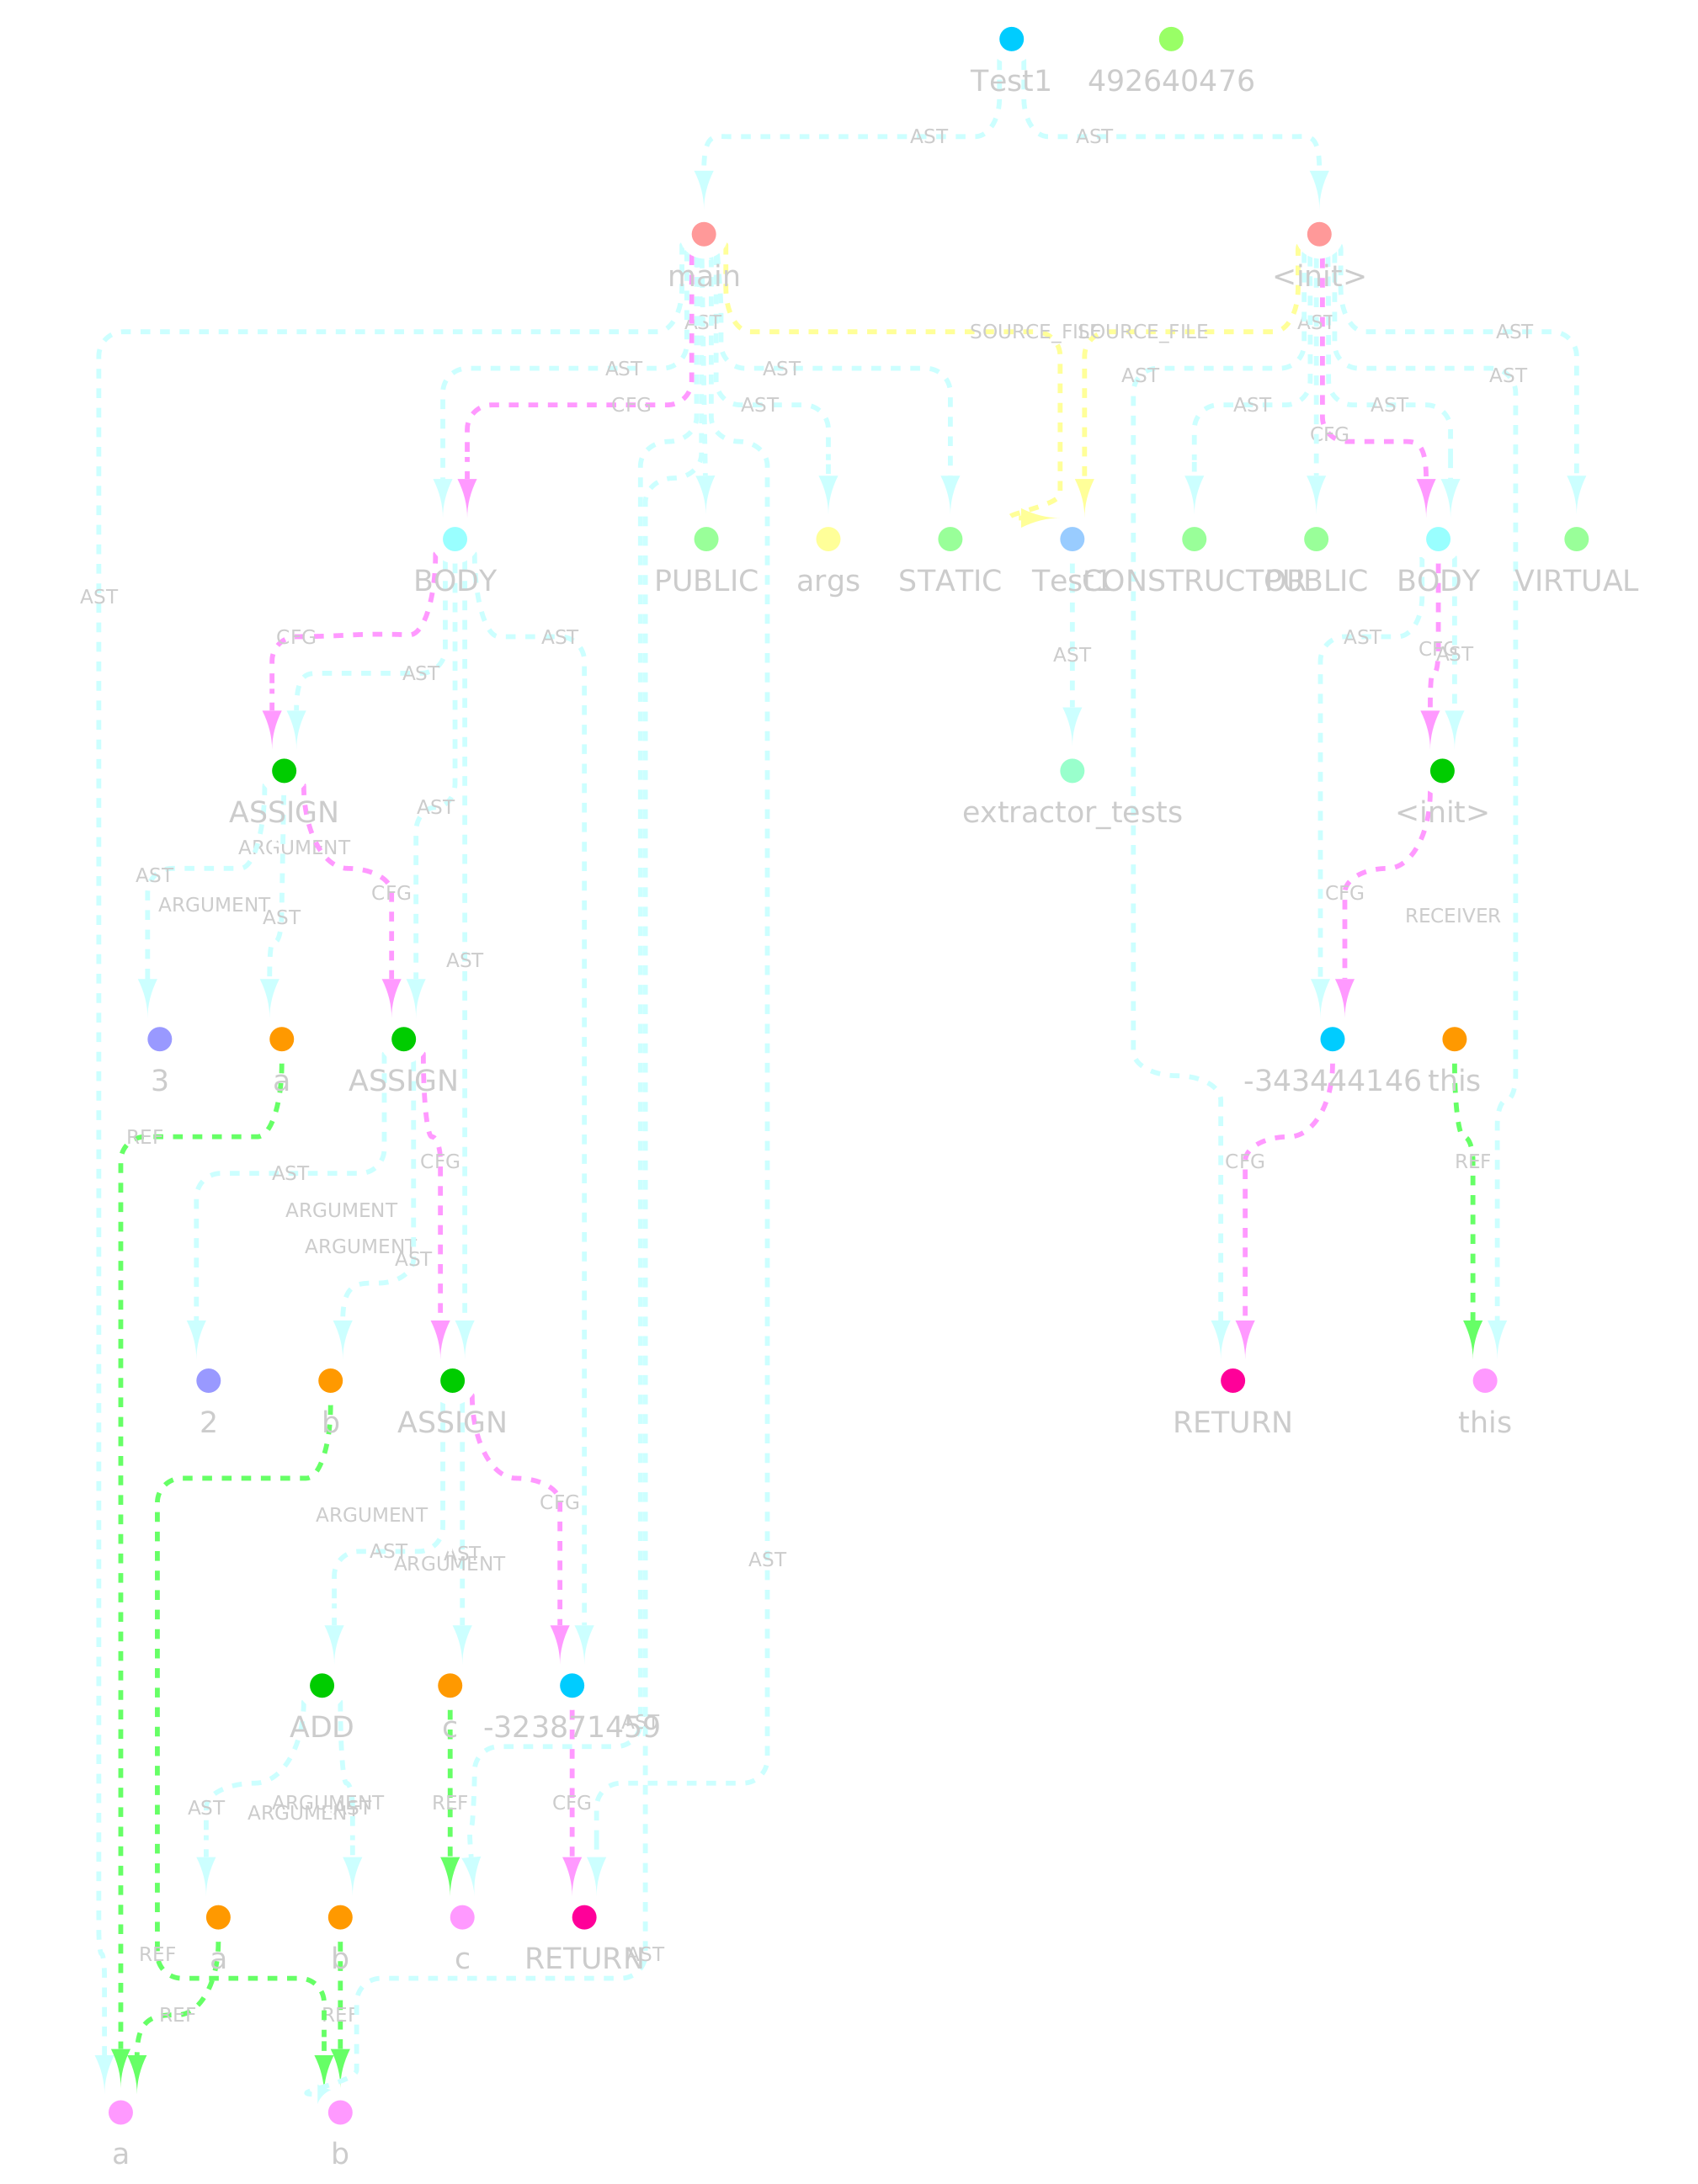 Test1 492640476
AST AST
main <init>
AST AST
SOURCE_FILE SOURCE_FILE AST
AST AST AST AST
CFG AST AST AST
CFG
BODY PUBLIC args STATIC Test1 CONSTRUCTOR PUBLIC BODY VIRTUAL
AST
CFG AST AST
AST AST CFG AST
ASSIGN extractor_tests <init>
AST
ARGUMENT
AST CFG CFG
ARGUMENT AST RECEIVER
AST
3 a ASSIGN -343444146 this
REF
AST CFG CFG REF
ARGUMENT
ARGUMENT
AST
2 b ASSIGN RETURN this
CFG
ARGUMENT
AST AST
ARGUMENT AST
ADD c -323871459
AST
AST ARGUMENT AST REF CFG
ARGUMENT
a b c RETURN
REF AST
REF REF
a b